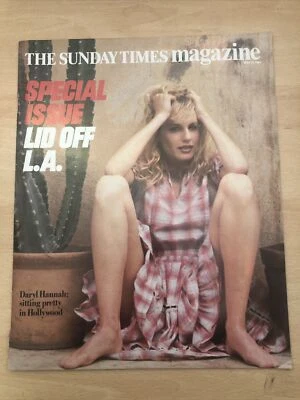 THE SUNDAY TIMES magazine
SPECIAL
ISSUE
LID OFF
L.A.
Daryl Hannah:
sitting pretty
in Hollywood